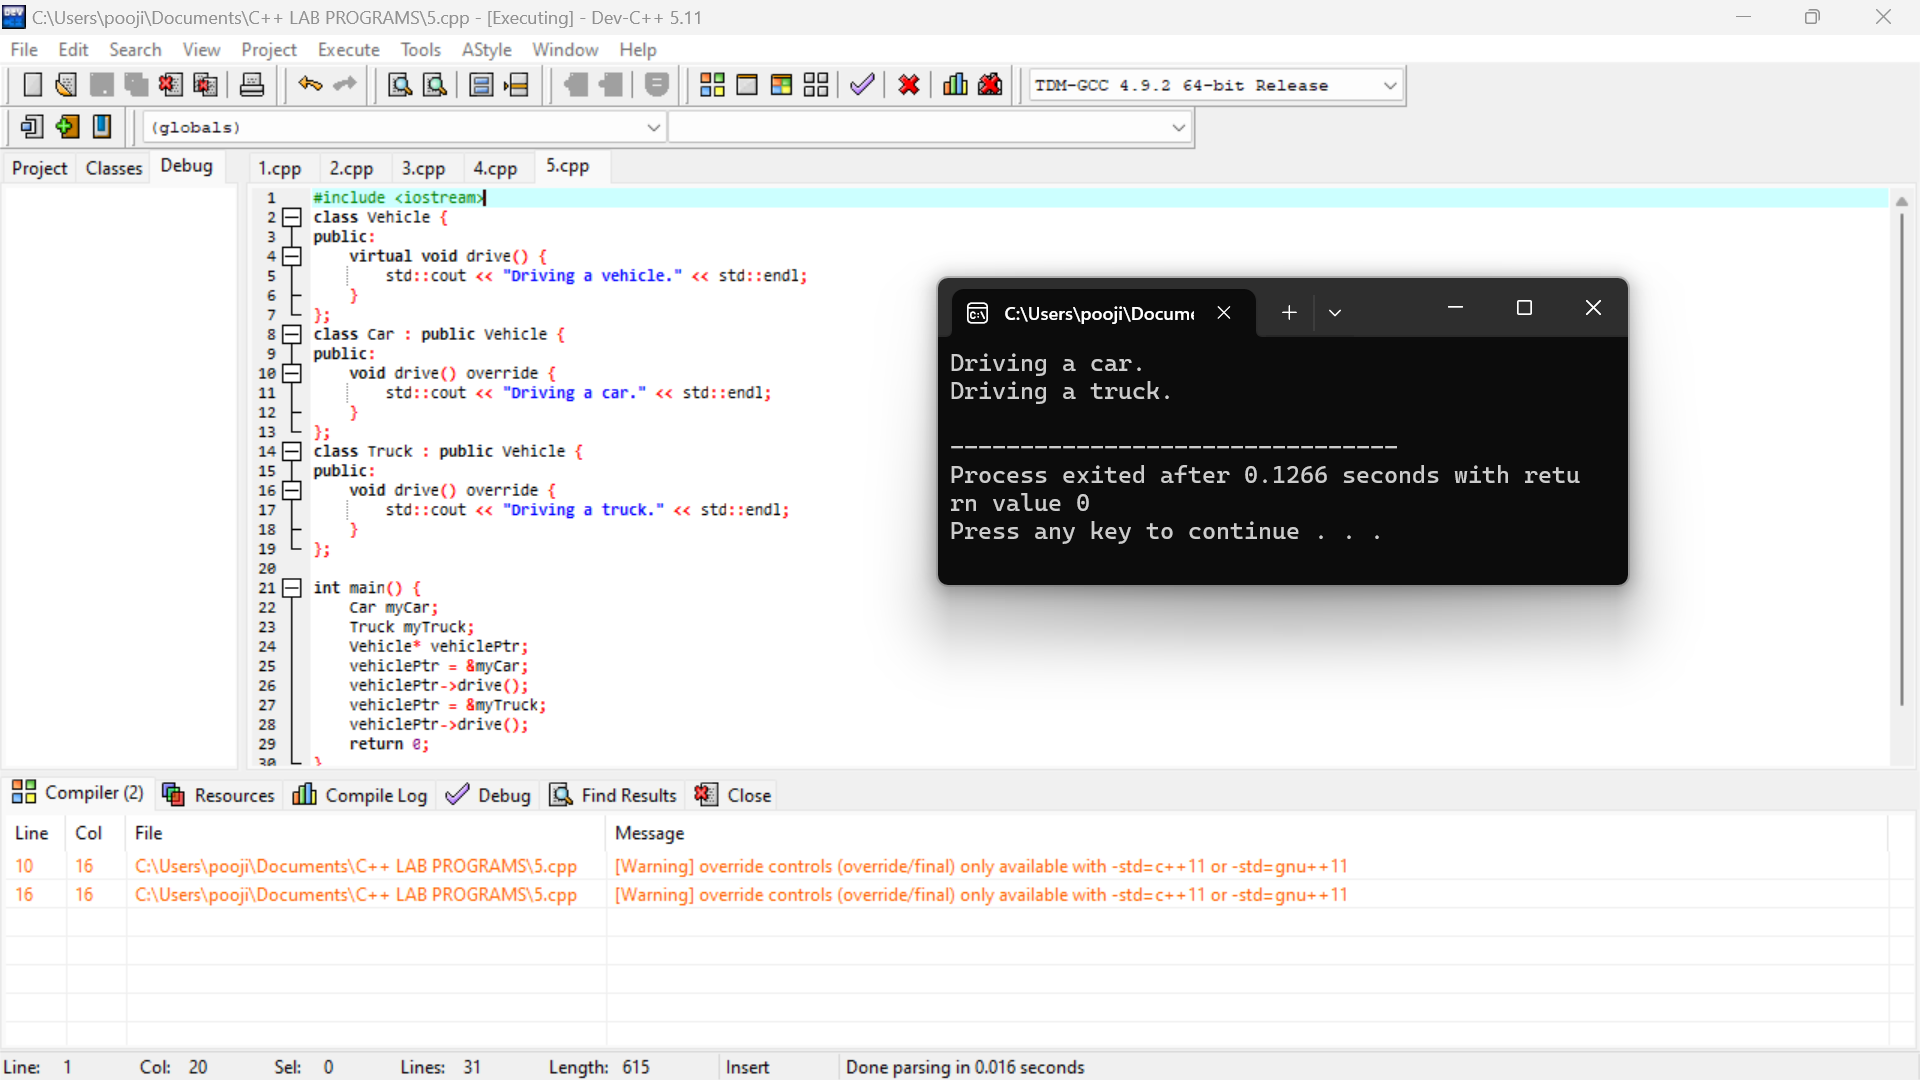 C:\Users\pooji\Documents\C++ LAB PROGRAMS\5.cpp - [Executing] - Dev-C++ 5.11
File Edit Search View Project Execute Tools AStyle Window Help
TDM-GCC 4.9.2 64-bit Release
(globals)
Project Classes Debug 1.cpp 2.cpp 3.cpp 4.cpp 5.cpp
1 #include <iostream>
2 class Vehicle {
3 public:
4     virtual void drive() {
5         std::cout << "Driving a vehicle." << std::endl;
6     }
7 };
8 class Car : public Vehicle {
9 public:
10     void drive() override {
11         std::cout << "Driving a car." << std::endl;
12     }
13 };
14 class Truck : public Vehicle {
15 public:
16     void drive() override {
17         std::cout << "Driving a truck." << std::endl;
18     }
19 };
20
21 int main() {
22     Car myCar;
23     Truck myTruck;
24     Vehicle* vehiclePtr;
25     vehiclePtr = &myCar;
26     vehiclePtr->drive();
27     vehiclePtr = &myTruck;
28     vehiclePtr->drive();
29     return 0;
30 }
C:\Users\pooji\Docume
Driving a car.
Driving a truck.
--------------------------------
Process exited after 0.1266 seconds with retu
rn value 0
Press any key to continue . . .
Compiler (2) Resources Compile Log Debug Find Results Close
Line Col File Message
10 16 C:\Users\pooji\Documents\C++ LAB PROGRAMS\5.cpp [Warning] override controls (override/final) only available with -std=c++11 or -std=gnu++11
16 16 C:\Users\pooji\Documents\C++ LAB PROGRAMS\5.cpp [Warning] override controls (override/final) only available with -std=c++11 or -std=gnu++11
Line: 1 Col: 20 Sel: 0 Lines: 31 Length: 615 Insert Done parsing in 0.016 seconds